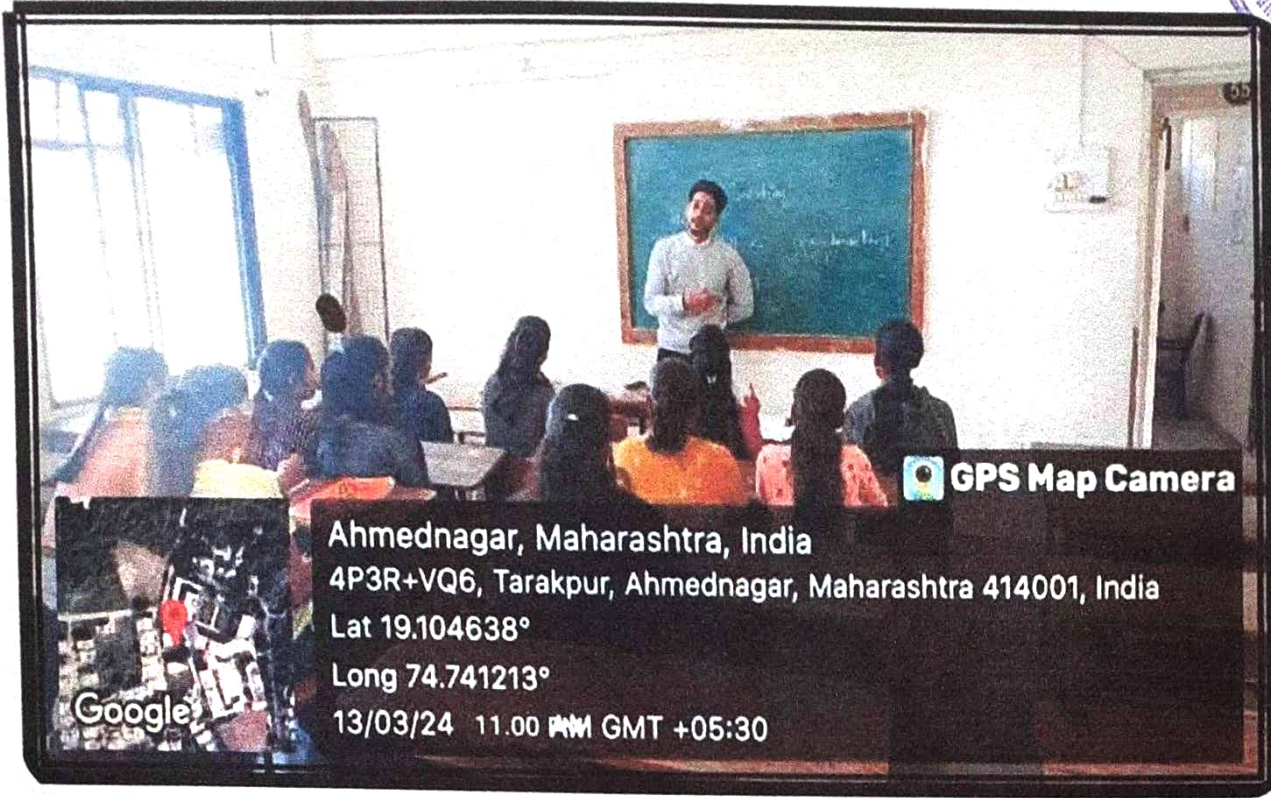 55
GPS Map Camera
Ahmednagar, Maharashtra, India
4P3R+VQ6, Tarakpur, Ahmednagar, Maharashtra 414001, India
Lat 19.104638°
Long 74.741213°
13/03/24 11.00 GMT +05:30
Google